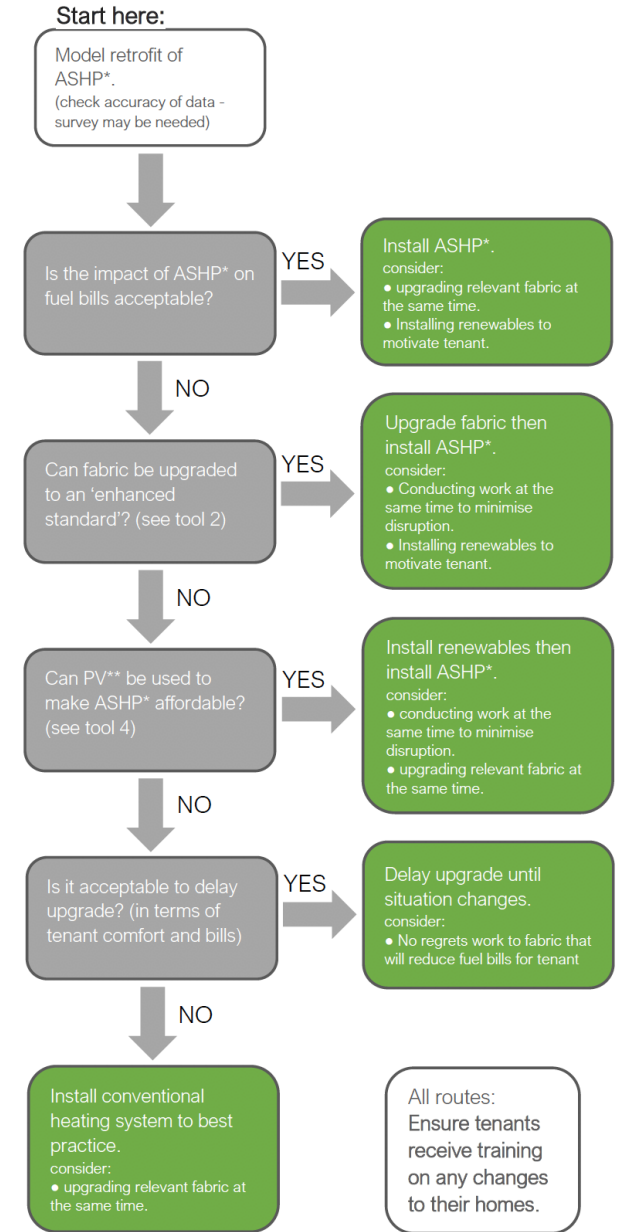 Start here:
Model retrofit of
ASHP*.
(check accuracy of data -
survey may be needed)
Is the impact of ASHP* on
fuel bills acceptable?
YES
Install ASHP*.
consider:
● upgrading relevant fabric at
the same time.
● Installing renewables to
motivate tenant.
NO
Can fabric be upgraded
to an ‘enhanced
standard’? (see tool 2)
YES
Upgrade fabric then
install ASHP*.
consider:
● Conducting work at the
same time to minimise
disruption.
● Installing renewables to
motivate tenant.
NO
Can PV** be used to
make ASHP* affordable?
(see tool 4)
YES
Install renewables then
install ASHP*.
consider:
● conducting work at the
same time to minimise
disruption.
● upgrading relevant fabric at
the same time.
NO
Is it acceptable to delay
upgrade? (in terms of
tenant comfort and bills)
YES
Delay upgrade until
situation changes.
consider:
● No regrets work to fabric that
will reduce fuel bills for tenant
NO
Install conventional
heating system to best
practice.
consider:
● upgrading relevant fabric at
the same time.
All routes:
Ensure tenants
receive training
on any changes
to their homes.